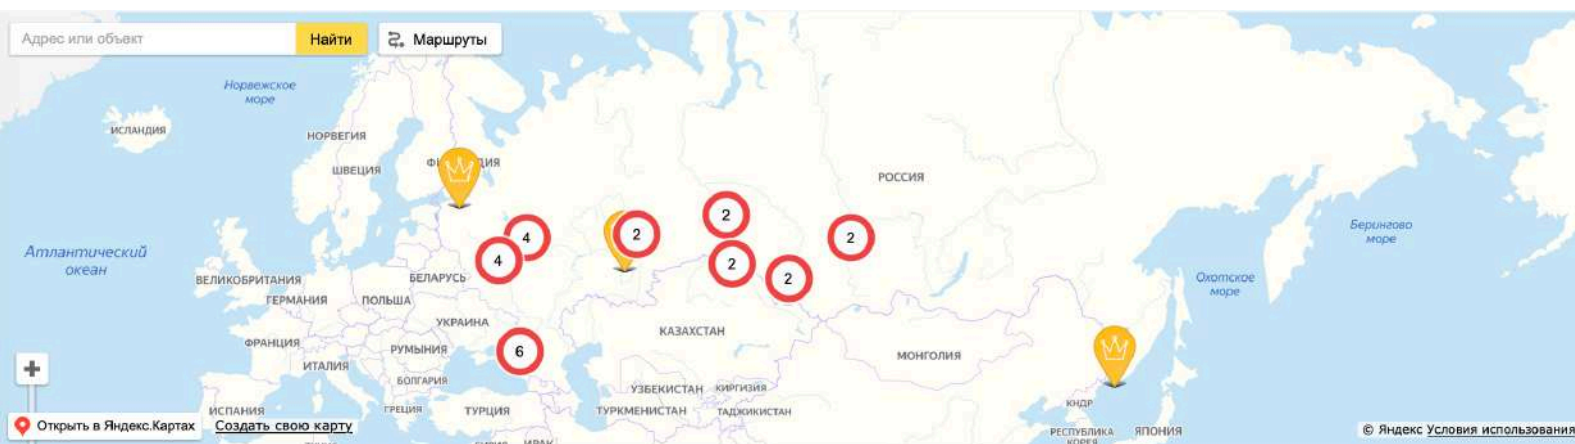 Адрес или объект
Найти
Маршруты
Норвежское
море
ИСЛАНДИЯ
НОРВЕГИЯ
ШВЕЦИЯ
РОССИЯ
2
4
2
2
4
2
2
Берингово
море
Атлантический
океан
Охотское
море
ВЕЛИКОБРИТАНИЯ
БЕЛАРУСЬ
ГЕРМАНИЯ
ПОЛЬША
УКРАИНА
КАЗАХСТАН
ФРАНЦИЯ
РУМЫНИЯ
6
МОНГОЛИЯ
ИТАЛИЯ
БОЛГАРИЯ
УЗБЕКИСТАН
КИРГИЗИЯ
ИСПАНИЯ
ГРЕЦИЯ
ТУРЦИЯ
ТУРКМЕНИСТАН
ТАДЖИКИСТАН
КНДР
Открыть в Яндекс.Картах
Создать свою карту
РЕСПУБЛИКА
КОРЕЯ
ЯПОНИЯ
© Яндекс Условия использования
ИРАК